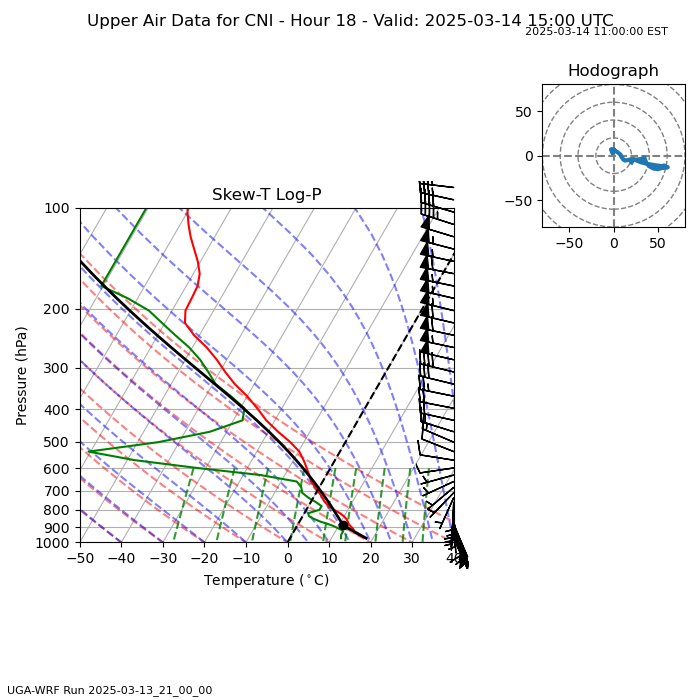 Upper Air Data for CNI - Hour 18 - Valid: 2025-03-14 15:00 UTC
2025-03-14 11:00:00 EST
Hodograph
50
0
−50
−50 0 50
Skew-T Log-P
100
200
300
400
500
600
700
800
900
1000
Pressure (hPa)
−50 −40 −30 −20 −10 0 10 20 30 40
Temperature (°C)
UGA-WRF Run 2025-03-13_21_00_00